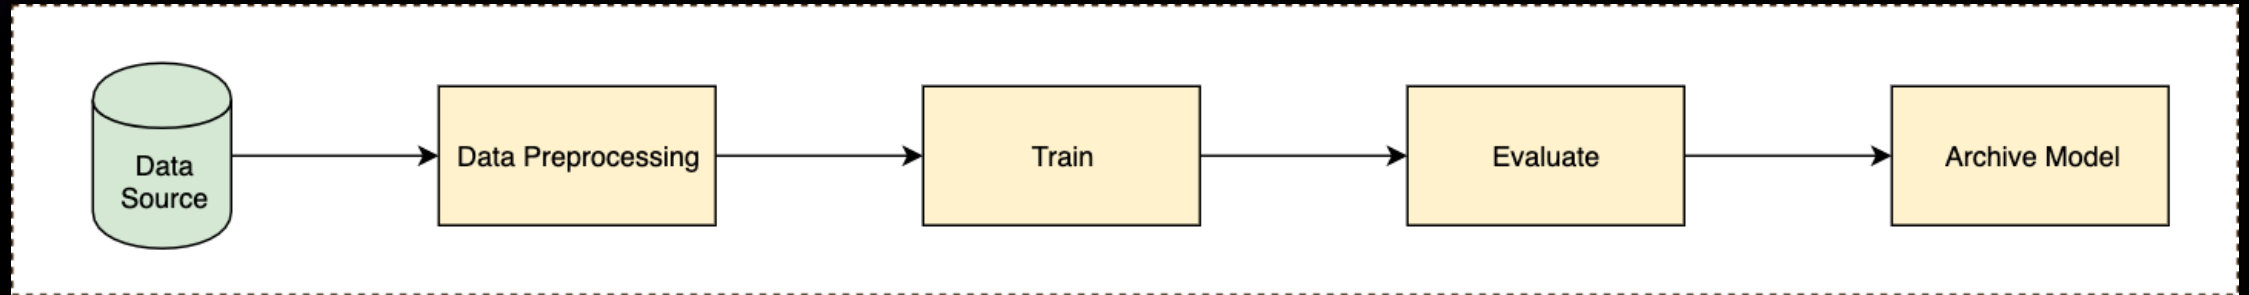 Data
Source
Data Preprocessing
Train
Evaluate
Archive Model